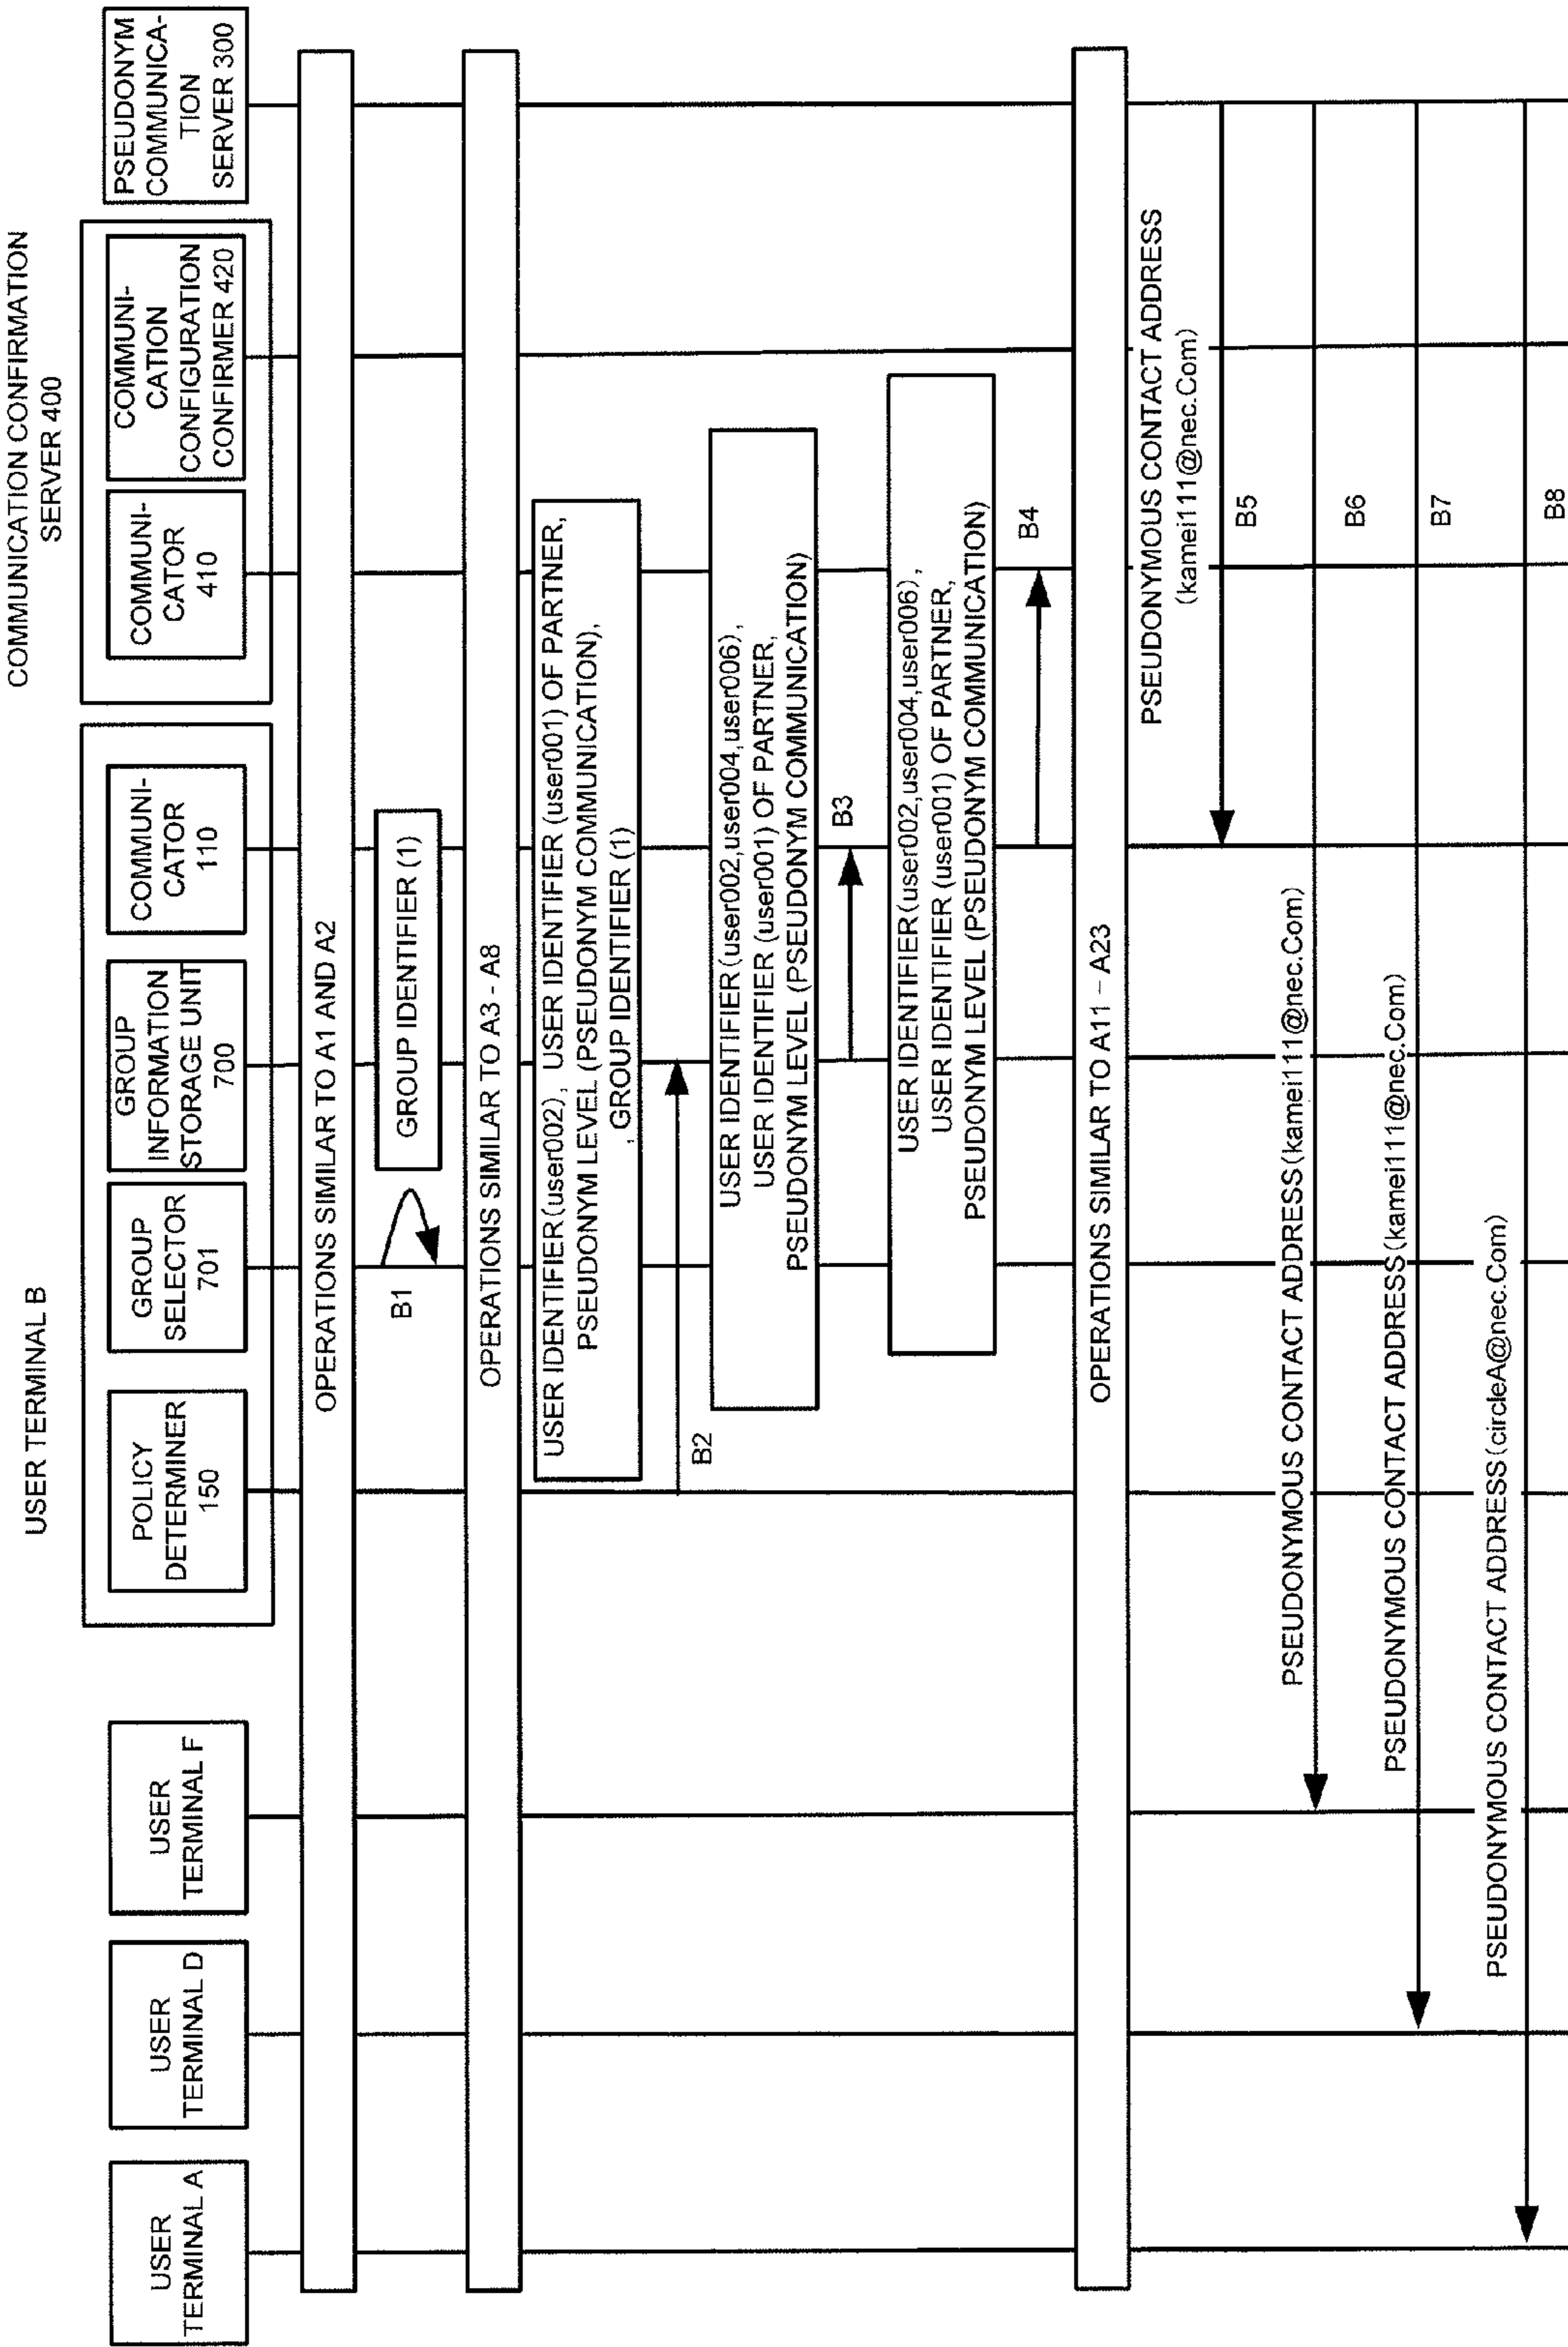 USER TERMINAL B
COMMUNICATION CONFIRMATION
SERVER 400
USER
TERMINAL A
USER
TERMINAL D
USER
TERMINAL F
POLICY
DETERMINER
150
GROUP
SELECTOR
701
GROUP
INFORMATION
STORAGE UNIT
700
COMMUNI-
CATOR
110
COMMUNI-
CATOR
410
COMMUNI-
CATION
CONFIGURATION
CONFIRMER 420
PSEUDONYM
COMMUNICA-
TION
SERVER 300
OPERATIONS SIMILAR TO A1 AND A2
B1
GROUP IDENTIFIER (1)
OPERATIONS SIMILAR TO A3 - A8
USER IDENTIFIER(user002), USER IDENTIFIER (user001) OF PARTNER,
PSEUDONYM LEVEL (PSEUDONYM COMMUNICATION),
, GROUP IDENTIFIER (1)
B2
USER IDENTIFIER(user002,user004,user006),
USER IDENTIFIER (user001) OF PARTNER,
PSEUDONYM LEVEL (PSEUDONYM COMMUNICATION)
B3
USER IDENTIFIER(user002,user004,user006),
USER IDENTIFIER (user001) OF PARTNER,
PSEUDONYM LEVEL (PSEUDONYM COMMUNICATION)
B4
OPERATIONS SIMILAR TO A11 – A23
PSEUDONYMOUS CONTACT ADDRESS
(kamei111@nec.Com)
B5
PSEUDONYMOUS CONTACT ADDRESS(kamei111@nec.Com)
B6
PSEUDONYMOUS CONTACT ADDRESS(kamei111@nec.Com)
B7
PSEUDONYMOUS CONTACT ADDRESS(circleA@nec.Com)
B8